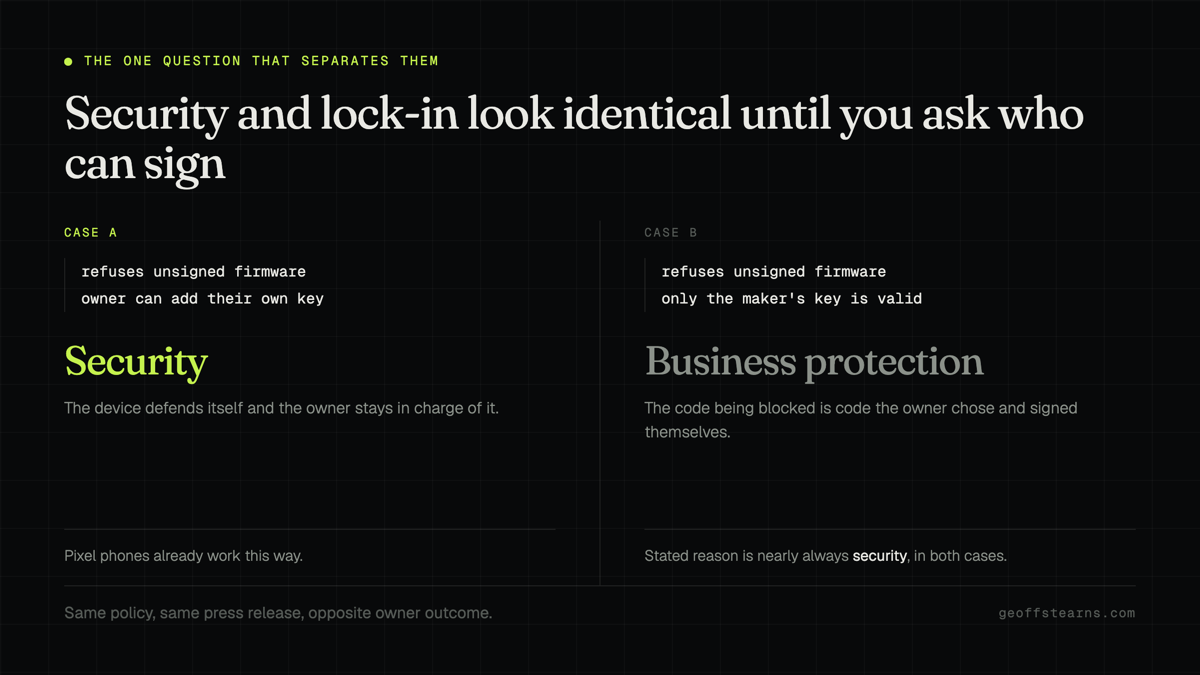 THE ONE QUESTION THAT SEPARATES THEM
Security and lock-in look identical until you ask who
can sign
CASE A
refuses unsigned firmware
owner can add their own key
Security
The device defends itself and the owner stays in charge of it.
Pixel phones already work this way.
CASE B
refuses unsigned firmware
only the maker's key is valid
Business protection
The code being blocked is code the owner chose and signed
themselves.
Stated reason is nearly always security, in both cases.
Same policy, same press release, opposite owner outcome.
geoffstearns.com